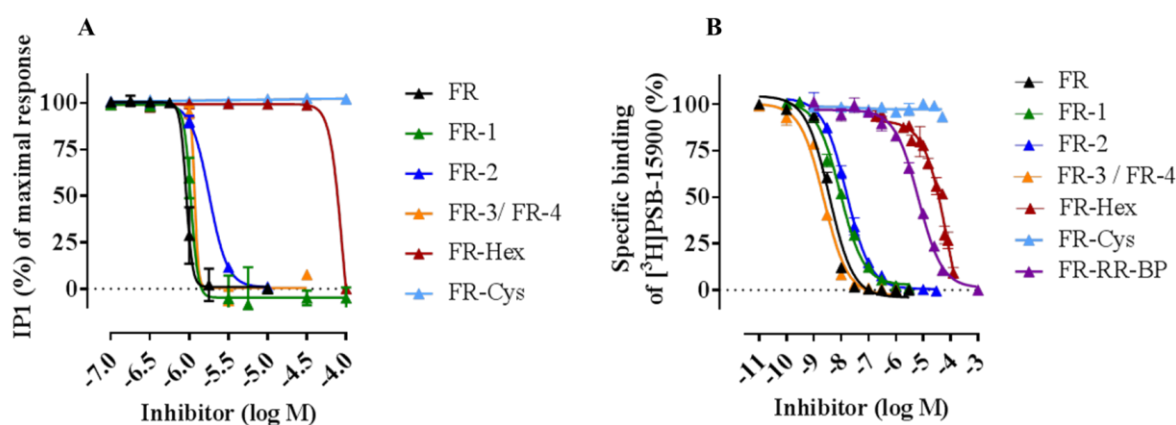 A
IP1 (%) of maximal response
100
75
50
25
0
-7.0
-6.5
-6.0
-5.5
-5.0
-4.5
-4.0
Inhibitor (log M)
FR
FR-1
FR-2
FR-3/ FR-4
FR-Hex
FR-Cys
B
Specific binding
of [³H]PSB-15900 (%)
100
75
50
25
0
-11
-10
-9
-8
-7
-6
-5
-4
-3
Inhibitor (log M)
FR
FR-1
FR-2
FR-3 / FR-4
FR-Hex
FR-Cys
FR-RR-BP